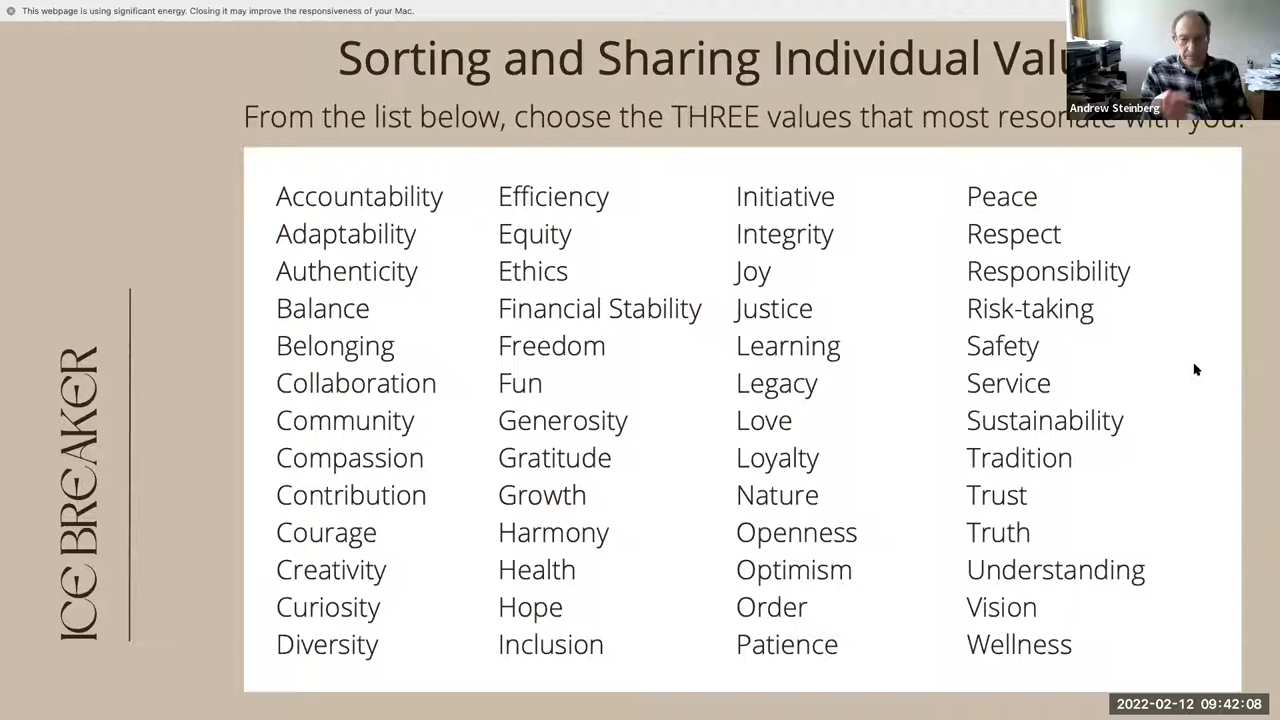 This webpage is using significant energy. Closing it may improve the responsiveness of your Mac.
Sorting and Sharing Individual Valu
From the list below, choose the THREE values that most resonate with you.
Andrew Steinberg
Accountability Efficiency Initiative Peace
Adaptability Equity Integrity Respect
Authenticity Ethics Joy Responsibility
Balance Financial Stability Justice Risk-taking
Belonging Freedom Learning Safety
Collaboration Fun Legacy Service
Community Generosity Love Sustainability
Compassion Gratitude Loyalty Tradition
Contribution Growth Nature Trust
Courage Harmony Openness Truth
Creativity Health Optimism Understanding
Curiosity Hope Order Vision
Diversity Inclusion Patience Wellness
ICE BREAKER
2022-02-12 09:42:08